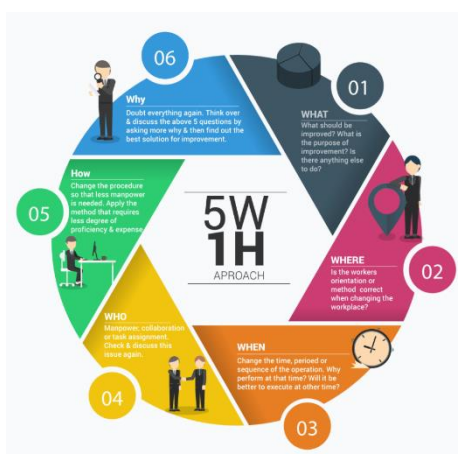 5W
1H
APROACH
01
WHAT
What should be
improved? What is
the purpose of
improvement? Is
there anything else
to do?
02
WHERE
Is the workers
orientation or
method correct
when changing the
workplace?
03
WHEN
Change the time, perioed or
sequence of the operation. Why
perform at that time? Will it be
better to execute at other time?
04
WHO
Manpower, collaboration
or task assignment.
Check & discuss this
issue again.
05
How
Change the procedure
so that less manpower
is needed. Apply the
method that requires
less degree of
proficiency & expense
06
Why
Doubt everything again. Think over
& discuss the above 5 questions by
asking more why & then find out the
best solution for improvement.